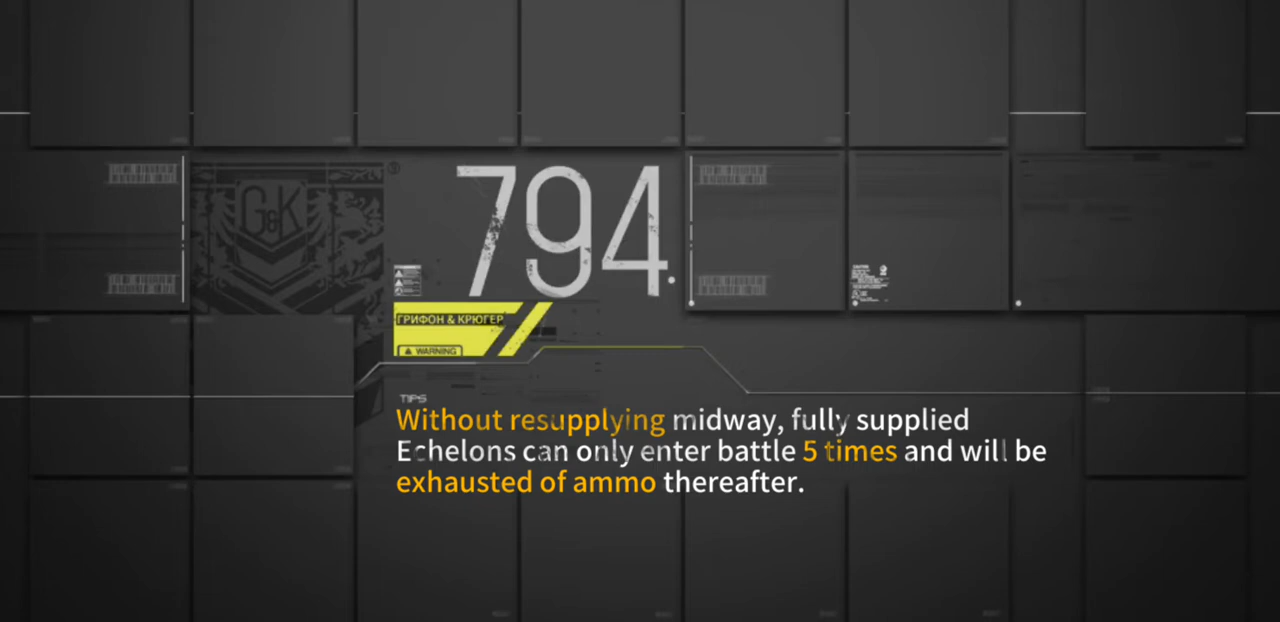 G&K
794.
ГРИФОН & КРЮГЕР
WARNING
TIPS
Without resupplying midway, fully supplied
Echelons can only enter battle 5 times and will be
exhausted of ammo thereafter.